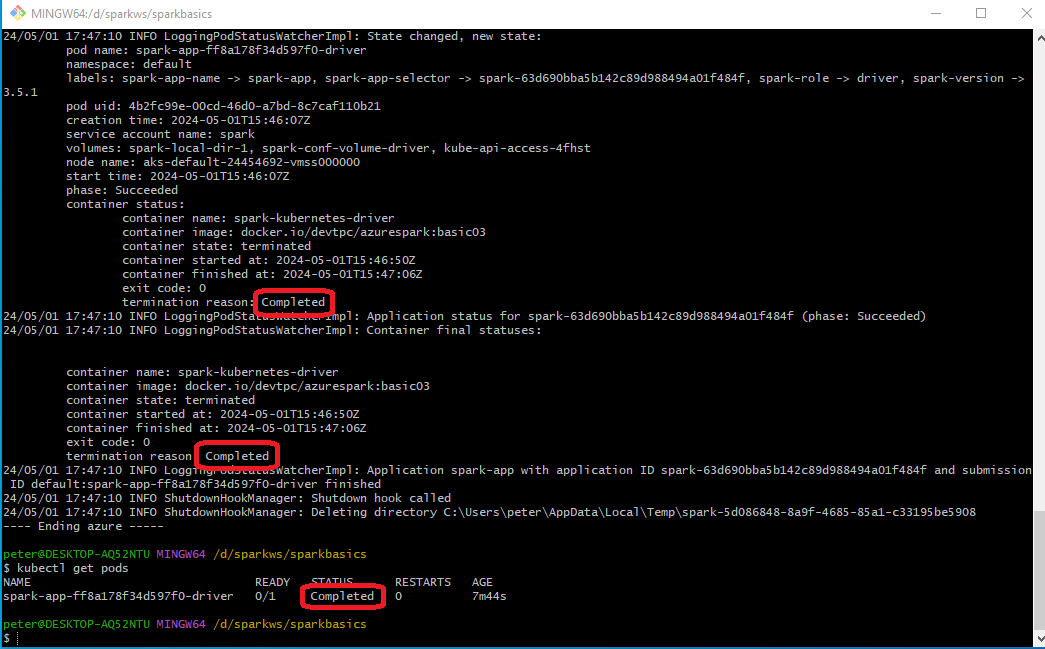 MINGW64:/d/sparkws/sparkbasics
24/05/01 17:47:10 INFO LoggingPodStatusWatcherImpl: State changed, new state:
pod name: spark-app-ff8a178f34d597f0-driver
namespace: default
labels: spark-app-name -> spark-app, spark-app-selector -> spark-63d690bba5b142c89d988494a01f484f, spark-role -> driver, spark-version ->
3.5.1
pod uid: 4b2fc99e-00cd-46d0-a7bd-8c7caf110b21
creation time: 2024-05-01T15:46:07Z
service account name: spark
volumes: spark-local-dir-1, spark-conf-volume-driver, kube-api-access-4fhst
node name: aks-default-24454692-vmss000000
start time: 2024-05-01T15:46:07Z
phase: Succeeded
container status:
container name: spark-kubernetes-driver
container image: docker.io/devtpc/azurespark:basic03
container state: terminated
container started at: 2024-05-01T15:46:50Z
container finished at: 2024-05-01T15:47:06Z
exit code: 0
termination reason: Completed
24/05/01 17:47:10 INFO LoggingPodStatusWatcherImpl: Application status for spark-63d690bba5b142c89d988494a01f484f (phase: Succeeded)
24/05/01 17:47:10 INFO LoggingPodStatusWatcherImpl: Container final statuses:
container name: spark-kubernetes-driver
container image: docker.io/devtpc/azurespark:basic03
container state: terminated
container started at: 2024-05-01T15:46:50Z
container finished at: 2024-05-01T15:47:06Z
exit code: 0
termination reason Completed
24/05/01 17:47:10 INFO LoggingPodStatusWatcherImpl: Application spark-app with application ID spark-63d690bba5b142c89d988494a01f484f and submission
ID default:spark-app-ff8a178f34d597f0-driver finished
24/05/01 17:47:10 INFO ShutdownHookManager: Shutdown hook called
24/05/01 17:47:10 INFO ShutdownHookManager: Deleting directory C:\Users\peter\AppData\Local\Temp\spark-5d086848-8a9f-4685-85a1-c33195be5908
---- Ending azure -----
peter@DESKTOP-AQ52NTU MINGW64 /d/sparkws/sparkbasics
$ kubectl get pods
NAME READY STATUS RESTARTS AGE
spark-app-ff8a178f34d597f0-driver 0/1 Completed 0 7m44s
peter@DESKTOP-AQ52NTU MINGW64 /d/sparkws/sparkbasics
$